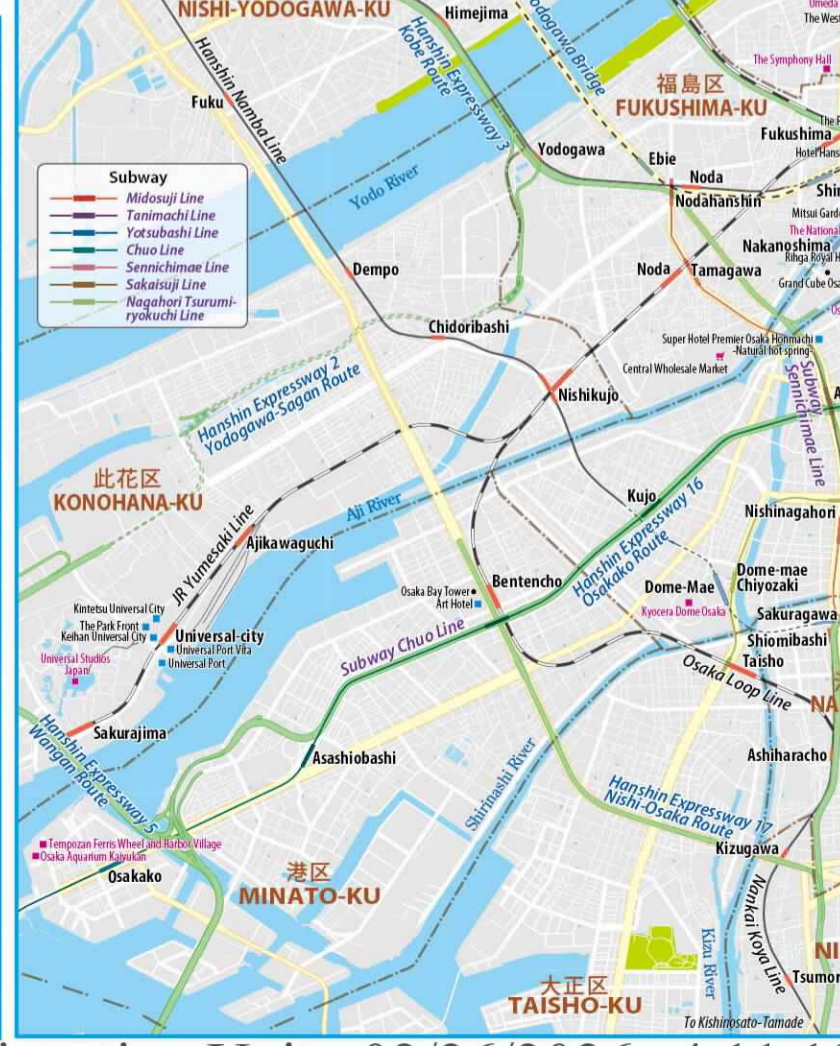 NISHI-YODOGAWA-KU
Himejima
The Symphony Hall
Hanshin Expressway 3
Kobe Route
Yodogawa Bridge
福島区
FUKUSHIMA-KU
Hanshin Namba Line
Fuku
Fukushima
Yodogawa
Ebie
Noda
Nodahanshin
Yodo River
Subway
Midosuji Line
Tanimachi Line
Yotsubashi Line
Chuo Line
Sennichimae Line
Sakaisuji Line
Nagahori Tsurumi-
ryokuchi Line
Mitsui Gard
The National
Nakanoshima
Rihga Royal H
Grand Cube Osa
Dempo
Noda
Tamagawa
Chidoribashi
Super Hotel Premier Osaka Honmachi
-Natural hot spring-
Central Wholesale Market
Subway
Sennichimae Line
Nishikujo
Hanshin Expressway 2
Yodogawa-Sagan Route
此花区
KONOHANA-KU
Aji River
Kujo
Hanshin Expressway 16
Osakako Route
Nishinagahori
JR Yumesaki Line
Ajikawaguchi
Bentencho
Osaka Bay Tower
Art Hotel
Dome-Mae
Kyocera Dome Osaka
Dome-mae
Chiyozaki
Kintetsu Universal City
The Park Front
Keihan Universal City
Universal-city
Universal Port Vita
Universal Port
Universal Studios
Japan
Sakuragawa
Shiomibashi
Taisho
Subway Chuo Line
Osaka Loop Line
Sakurajima
Hanshin Expressway 5
Wangan Route
Asashiobashi
Shirinashi River
Ashiharacho
Hanshin Expressway 17
Nishi-Osaka Route
Tempozan Ferris Wheel and Harbor Village
Osaka Aquarium Kaiyukan
Osakako
港区
MINATO-KU
Kizugawa
Nankai Koya Line
Kizu River
大正区
TAISHO-KU
Tsumor
To Kishinosato-Tamade